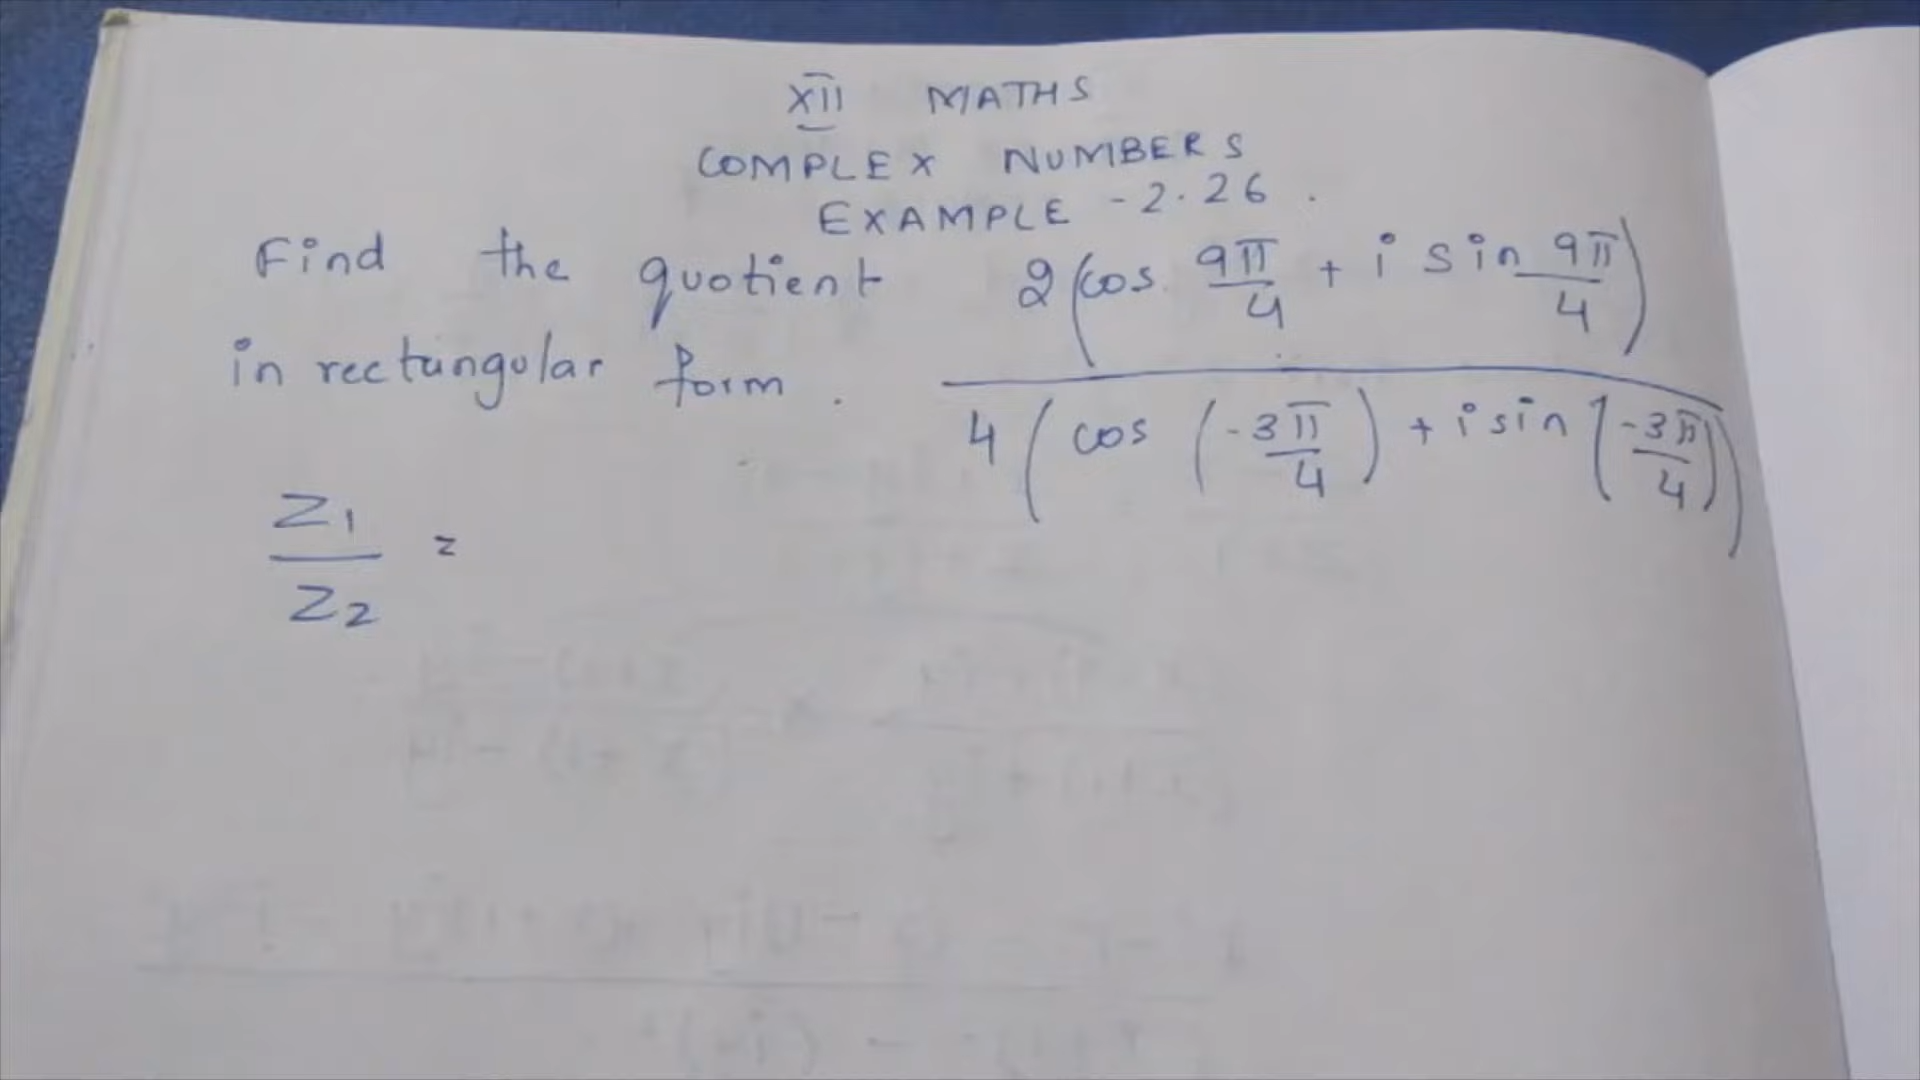 XII MATHS
COMPLEX NUMBERS
EXAMPLE - 2.26.
Find the quotient 2(cos 9π/4 + i sin 9π/4)
in rectangular form. 4(cos(-3π/4) + i sin(-3π/4))
Z₁/Z₂ =